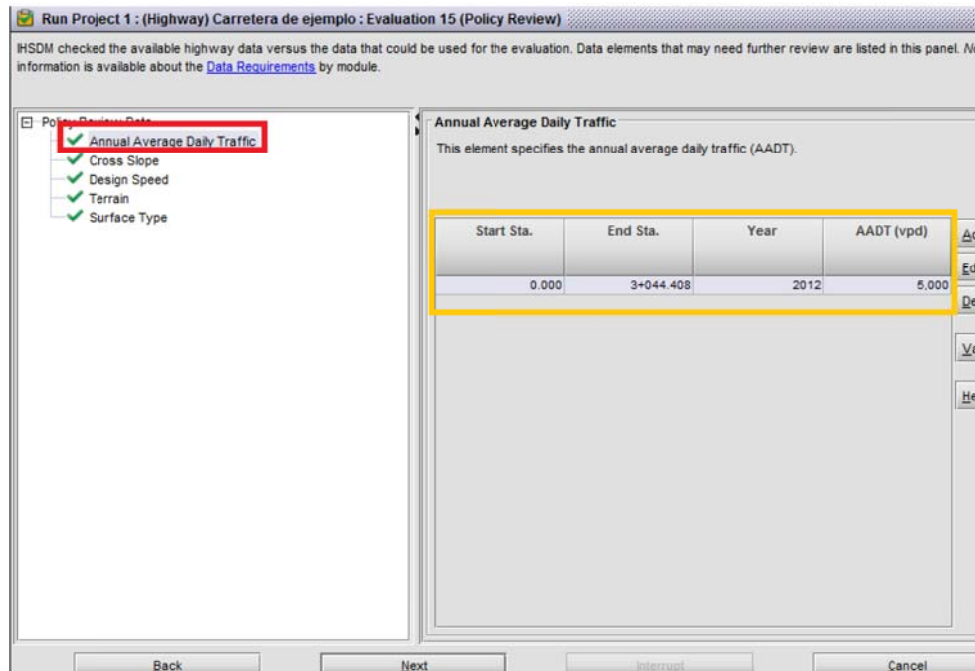 Run Project 1 : (Highway) Carretera de ejemplo : Evaluation 15 (Policy Review)
IHSDM checked the available highway data versus the data that could be used for the evaluation. Data elements that may need further review are listed in this panel.
information is available about the Data Requirements by module.
Policy Review Data
Annual Average Daily Traffic
Cross Slope
Design Speed
Terrain
Surface Type
Annual Average Daily Traffic
This element specifies the annual average daily traffic (AADT).
Start Sta. End Sta. Year AADT (vpd)
0.000 3+044.408 2012 5,000
Back Next Interrupt Cancel